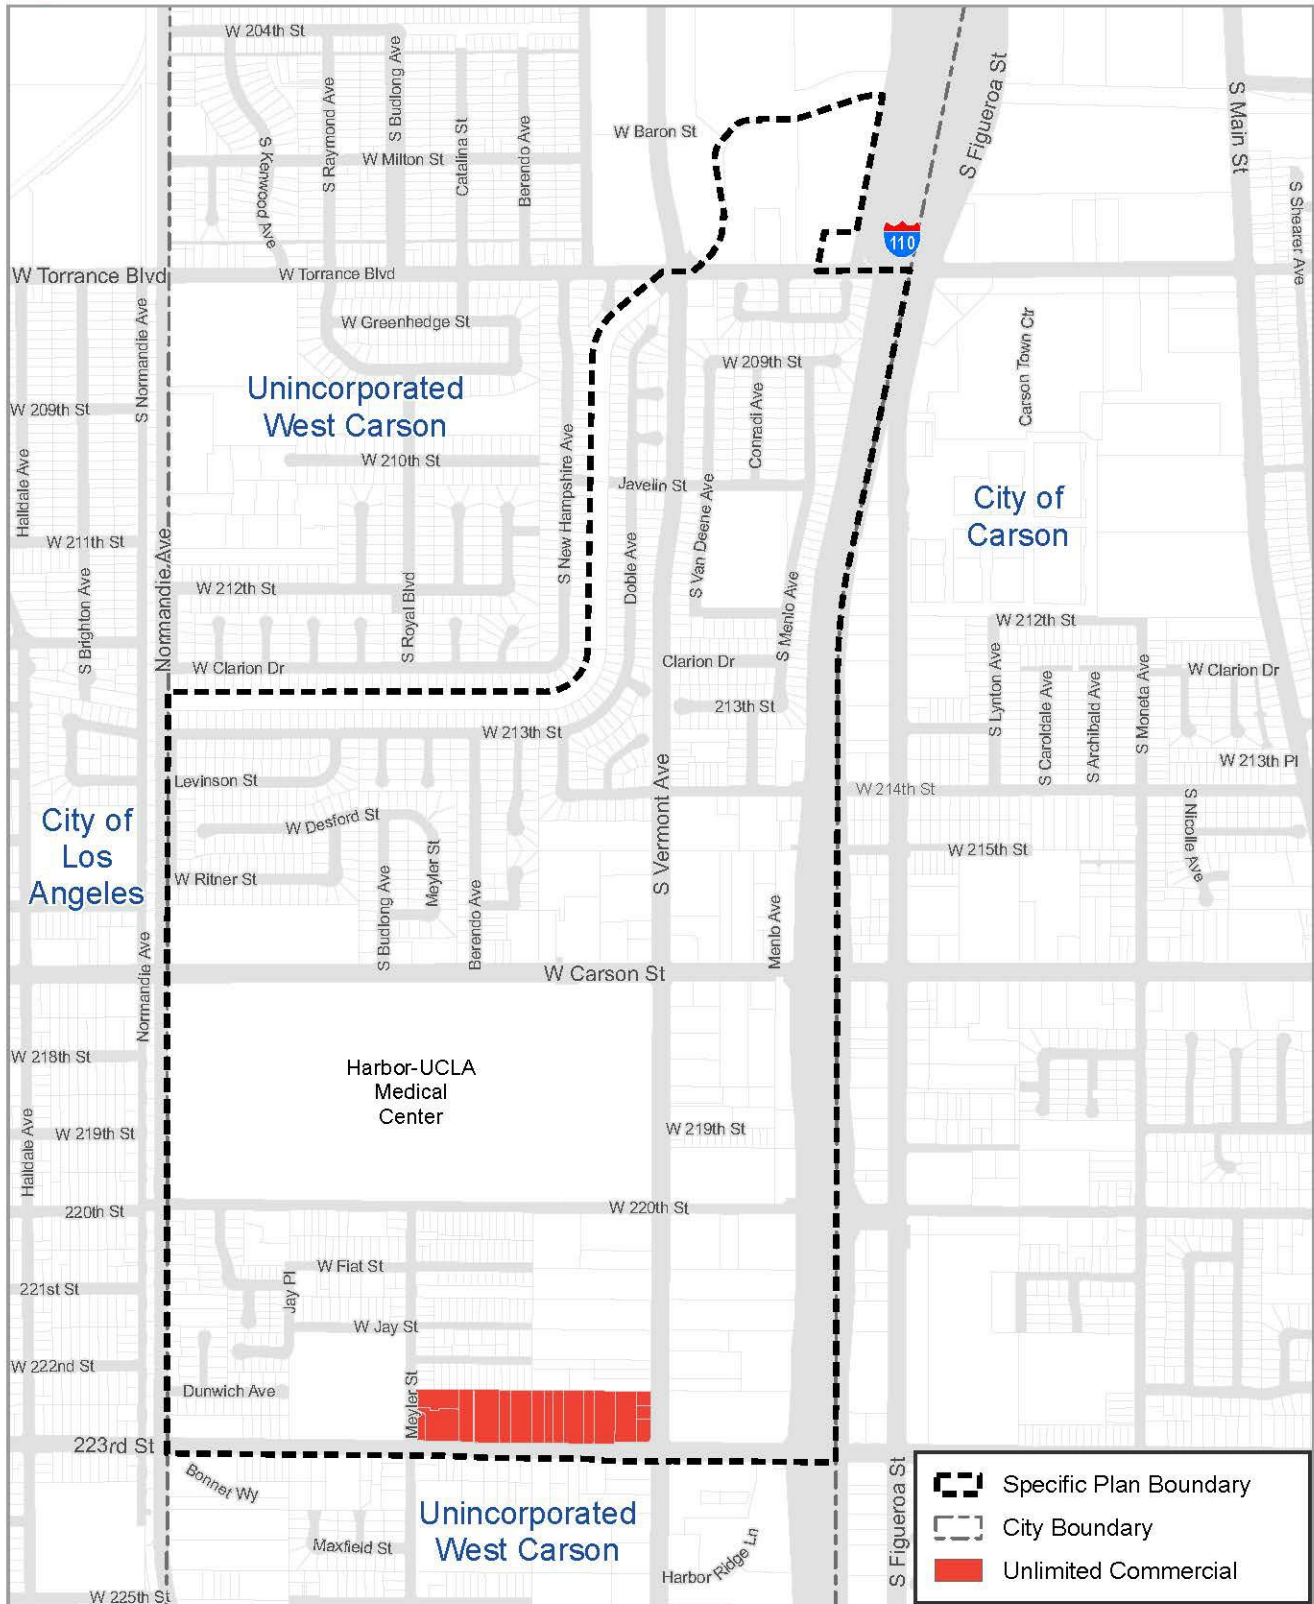 W 204th St
S Budlong Ave
S Raymond Ave
Catalina St
Berendo Ave
S Kenwood Ave
W Milton St
W Baron St
S Figueroa St
S Main St
S Shearer Ave
110
W Torrance Blvd
W Torrance Blvd
S Normandie Ave
W Greenhedge St
W 209th St
Unincorporated
West Carson
W 209th St
Conradi Ave
Carson Town Ctr
Halldale Ave
W 210th St
S New Hampshire Ave
Javelin St
S Van Deene Ave
City of
Carson
W 211th St
Normandie Ave
S Brighton Ave
W 212th St
S Royal Blvd
Doble Ave
S Menlo Ave
W 212th St
W Clarion Dr
Clarion Dr
S Lynton Ave
S Caroldale Ave
S Archibald Ave
S Moneta Ave
W Clarion Dr
213th St
W 213th St
W 213th Pl
Levinson St
S Vermont Ave
W 214th St
S Nicolle Ave
City of
Los
Angeles
W Desford St
Meyler St
W 215th St
W Ritner St
S Budlong Ave
Berendo Ave
Menlo Ave
Normandie Ave
W Carson St
W 218th St
Harbor-UCLA
Medical
Center
Halldale Ave
W 219th St
W 219th St
220th St
W 220th St
W Fiat St
Jay Pl
221st St
W Jay St
W 222nd St
Dunwich Ave
Meyler St
223rd St
Bonnet Wy
Unincorporated
West Carson
Maxfield St
Harbor Ridge Ln
S Figueroa St
W 225th St
Specific Plan Boundary
City Boundary
Unlimited Commercial